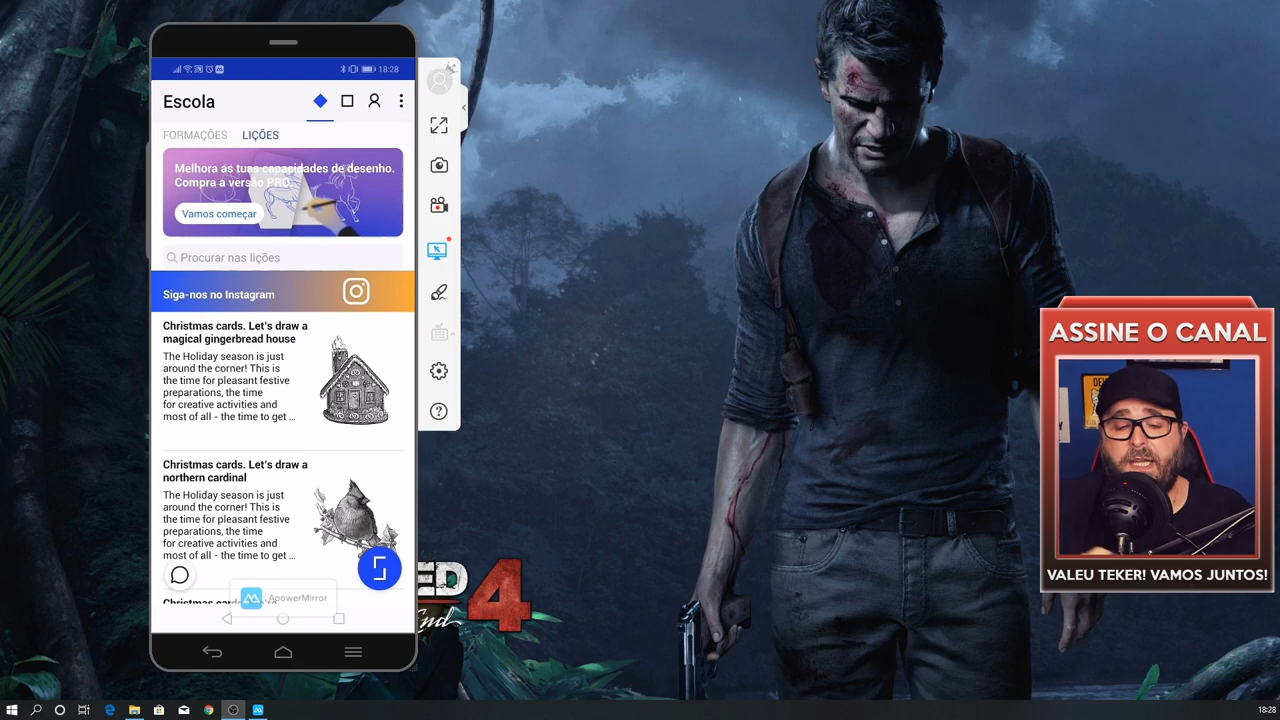 18:28
Escola
FORMAÇÕES LIÇÕES
Melhora as tuas capacidades de desenho.
Compra a versão PRO.
Vamos começar
Procurar nas lições
Siga-nos no Instagram
Christmas cards. Let's draw a
magical gingerbread house
The Holiday season is just
around the corner! This is
the time for pleasant festive
preparations, the time
for creative activities and
most of all - the time to get ...
Christmas cards. Let's draw a
northern cardinal
The Holiday season is just
around the corner! This is
the time for pleasant festive
preparations, the time
for creative activities and
most of all - the time to get ...
ApowerMirror
4
End
ASSINE O CANAL
VALEU TEKER! VAMOS JUNTOS!
18:28